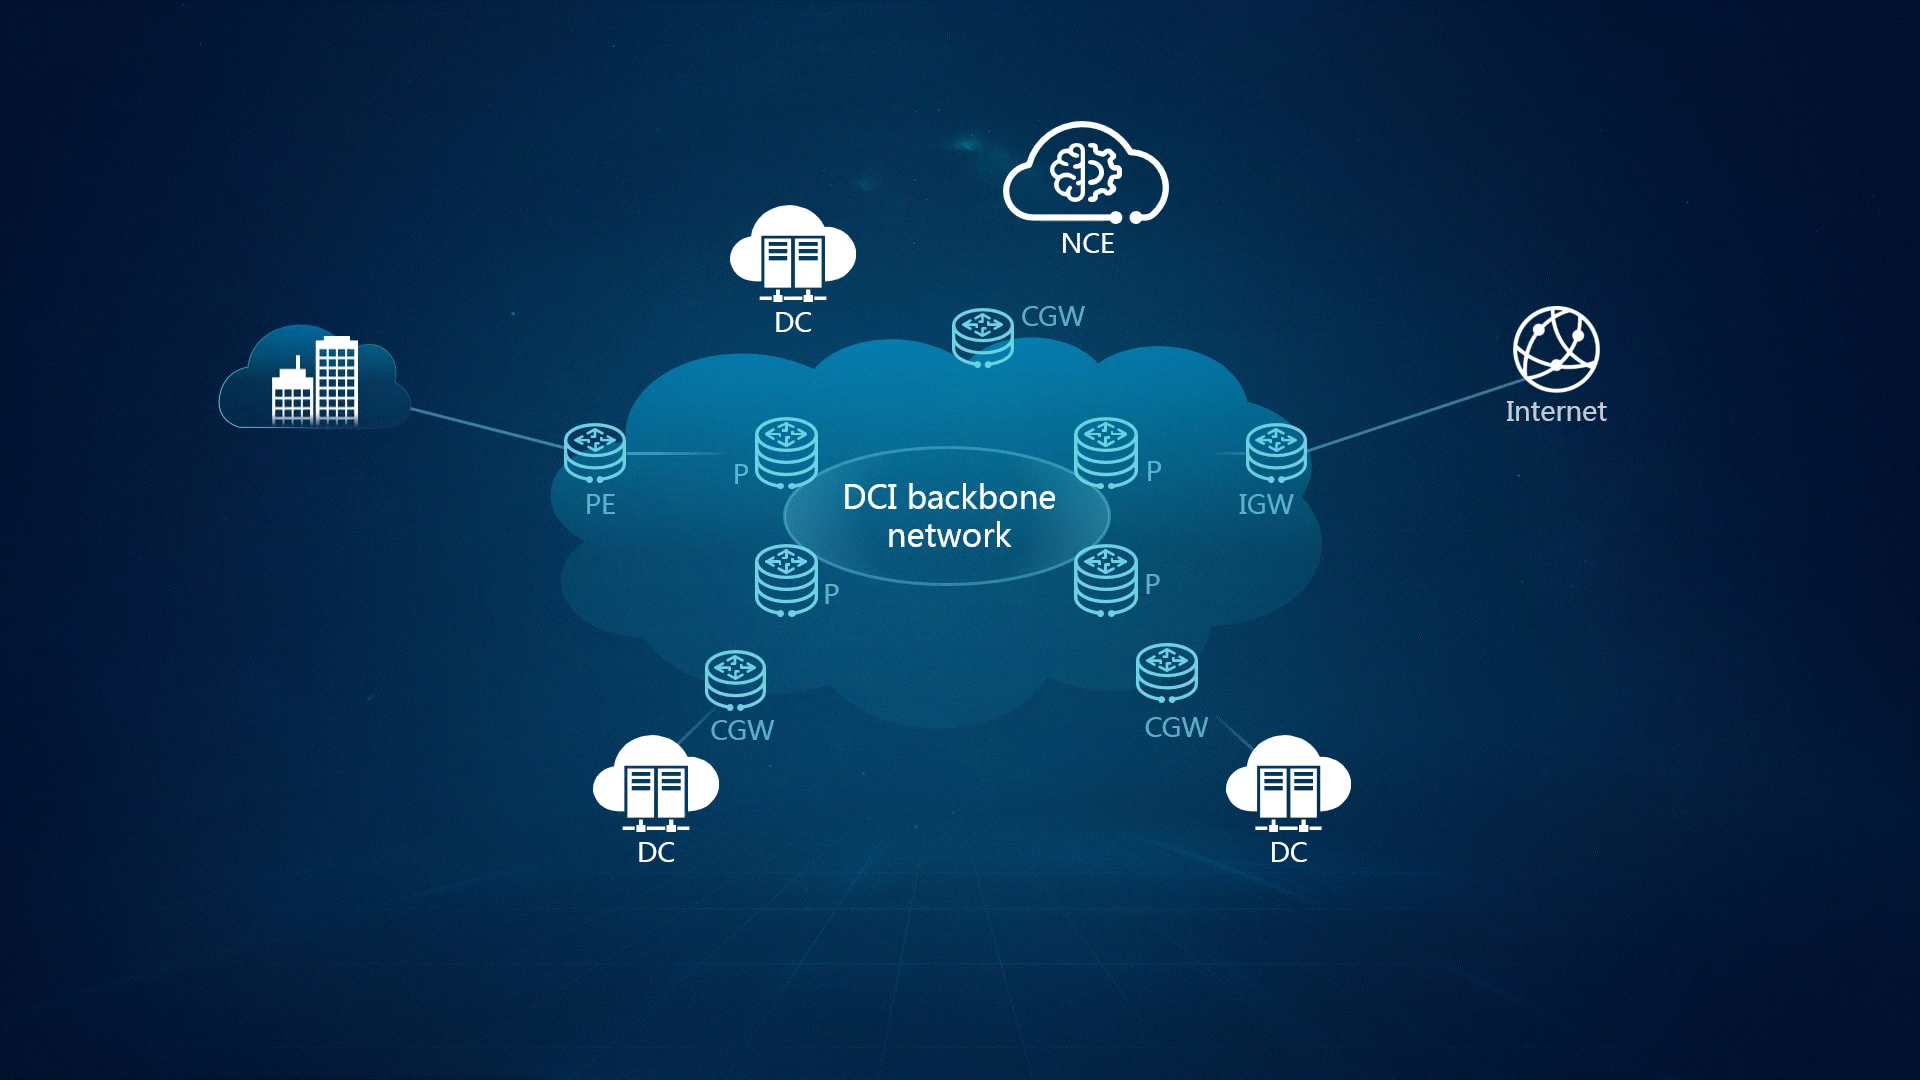 NCE
DC
CGW
Internet
P
P
DCI backbone
network
PE
IGW
P
P
CGW
CGW
DC
DC